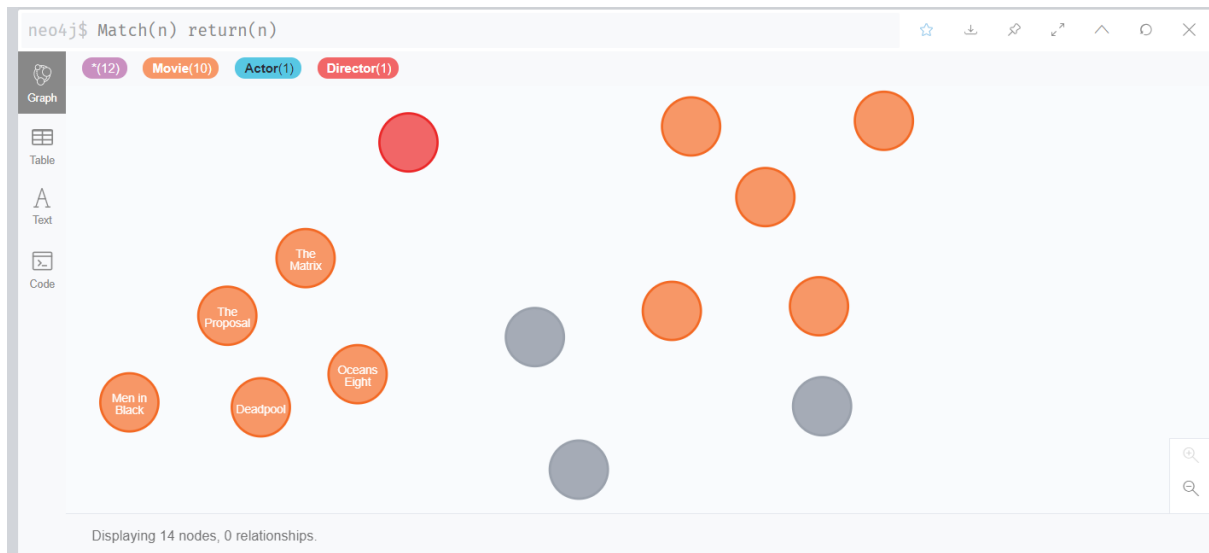 neo4j$ Match(n) return(n)
*(12) Movie(10) Actor(1) Director(1)
Graph
Table
Text
Code
The
Matrix
The
Proposal
Oceans
Eight
Men in
Black
Deadpool
Displaying 14 nodes, 0 relationships.